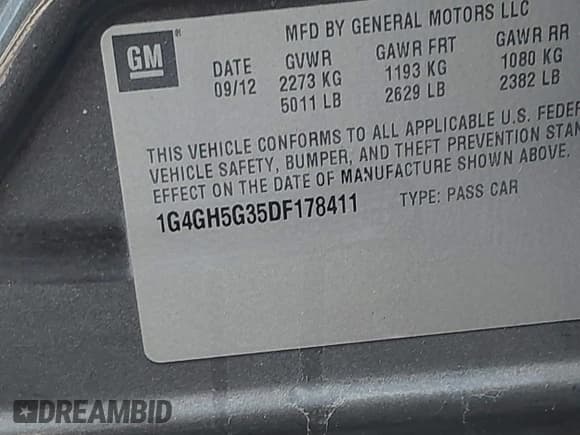 MFD BY GENERAL MOTORS LLC
GM
DATE GVWR GAWR FRT GAWR RR
09/12 2273 KG 1193 KG 1080 KG
5011 LB 2629 LB 2382 LB
THIS VEHICLE CONFORMS TO ALL APPLICABLE U.S. FEDER
VEHICLE SAFETY, BUMPER, AND THEFT PREVENTION STAN
EFFECT ON THE DATE OF MANUFACTURE SHOWN ABOVE.
1G4GH5G35DF178411 TYPE: PASS CAR
DREAMBID